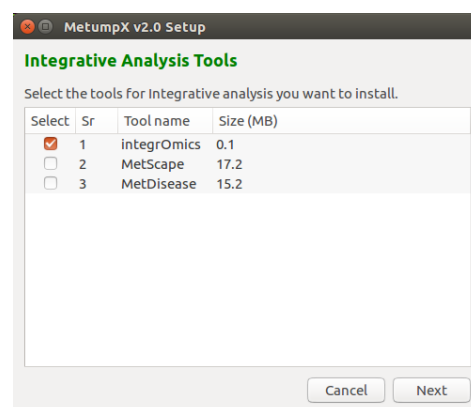 MetumpX v2.0 Setup
Integrative Analysis Tools
Select the tools for Integrative analysis you want to install.
Select Sr Tool name Size (MB)
1 integrOmics 0.1
2 MetScape 17.2
3 MetDisease 15.2
Cancel Next